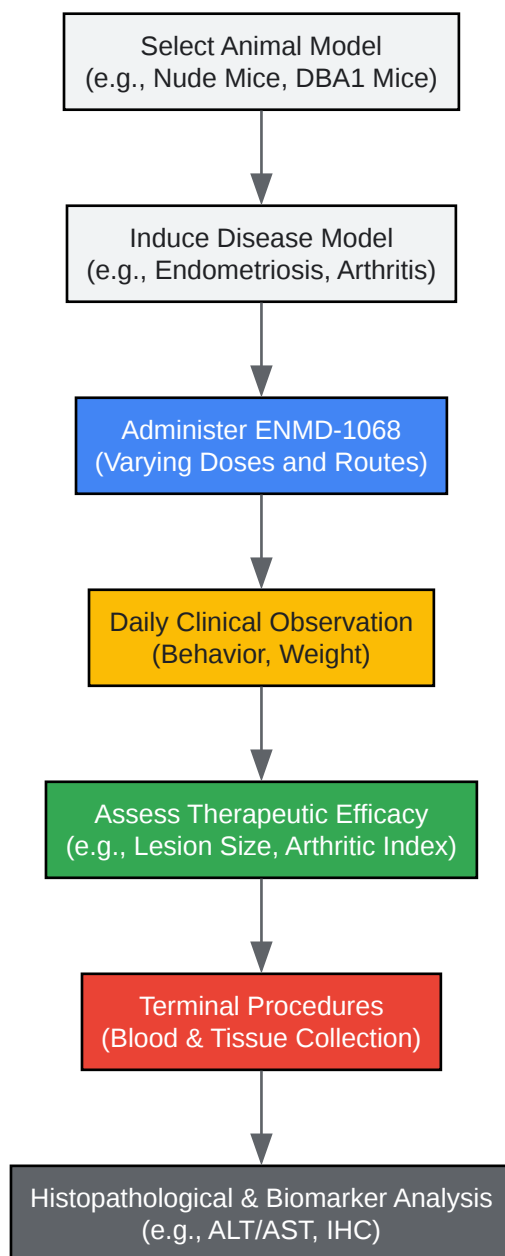 Select Animal Model
(e.g., Nude Mice, DBA1 Mice)
Induce Disease Model
(e.g., Endometriosis, Arthritis)
Administer ENMD-1068
(Varying Doses and Routes)
Daily Clinical Observation
(Behavior, Weight)
Assess Therapeutic Efficacy
(e.g., Lesion Size, Arthritic Index)
Terminal Procedures
(Blood & Tissue Collection)
Histopathological & Biomarker Analysis
(e.g., ALT/AST, IHC)